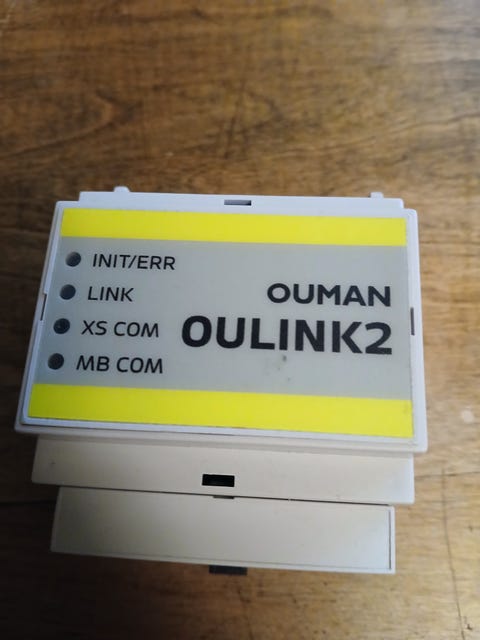 INIT/ERR
LINK
XS COM
MB COM
OUMAN
OULINK2